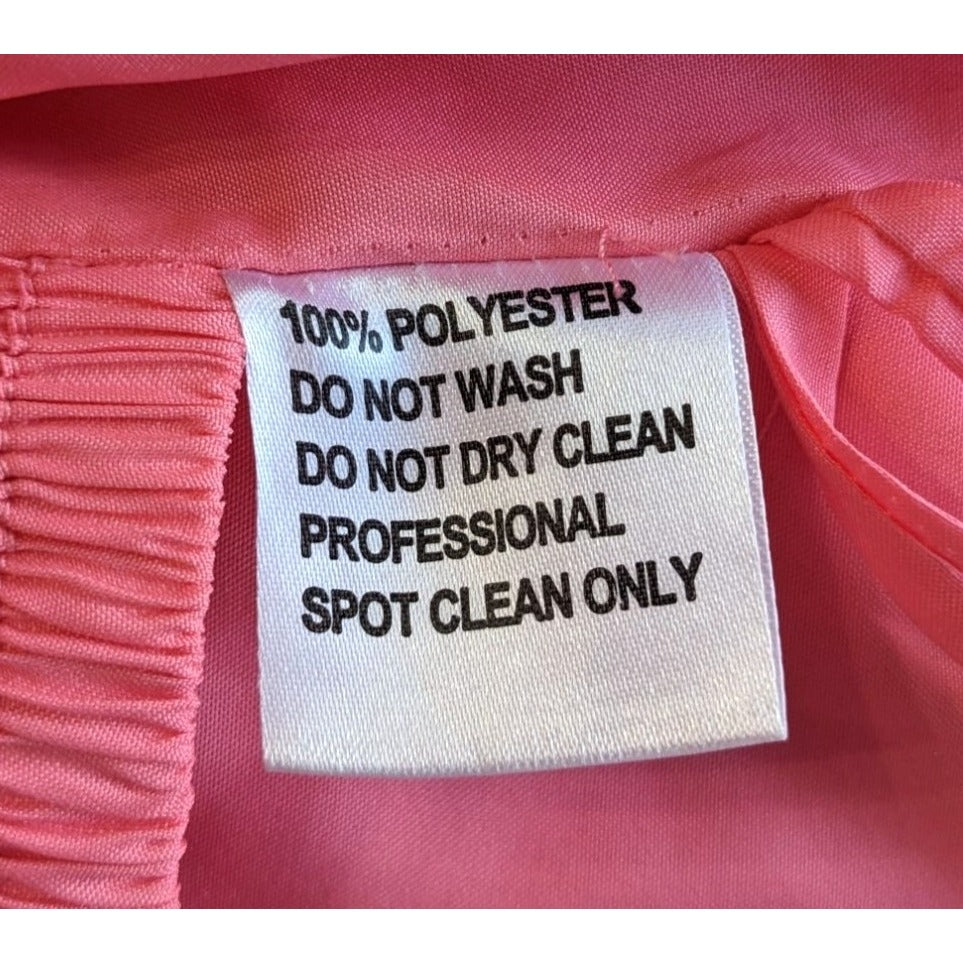 100% POLYESTER
DO NOT WASH
DO NOT DRY CLEAN
PROFESSIONAL
SPOT CLEAN ONLY